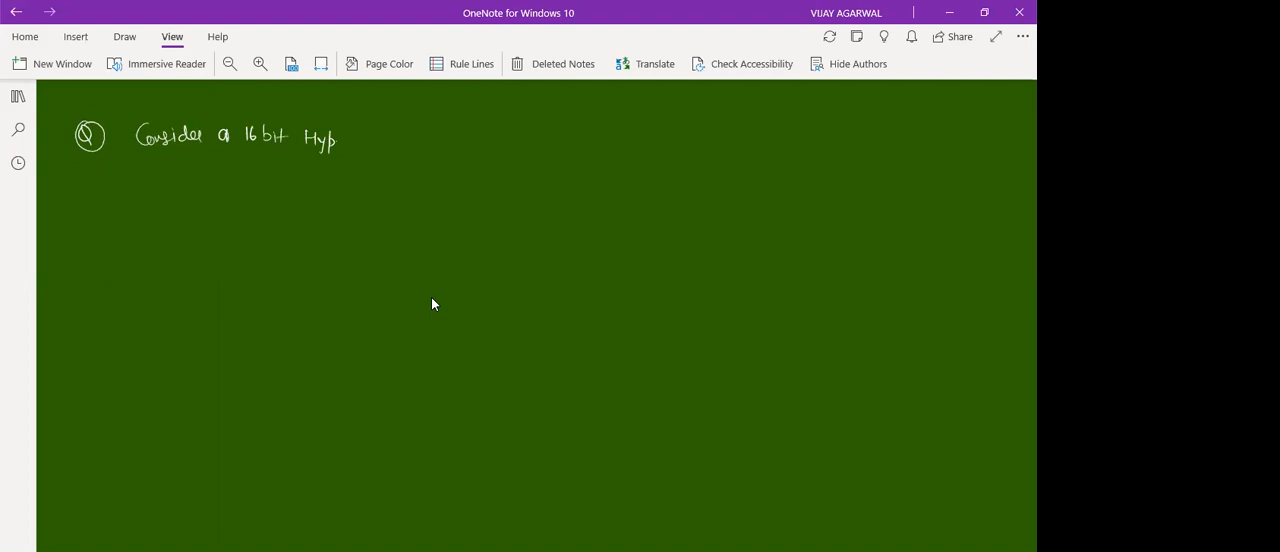 OneNote for Windows 10
VIJAY AGARWAL
Home Insert Draw View Help
Share
New Window Immersive Reader Page Color Rule Lines Deleted Notes Translate Check Accessibility Hide Authors
Q Consider a 16 bit Hyp